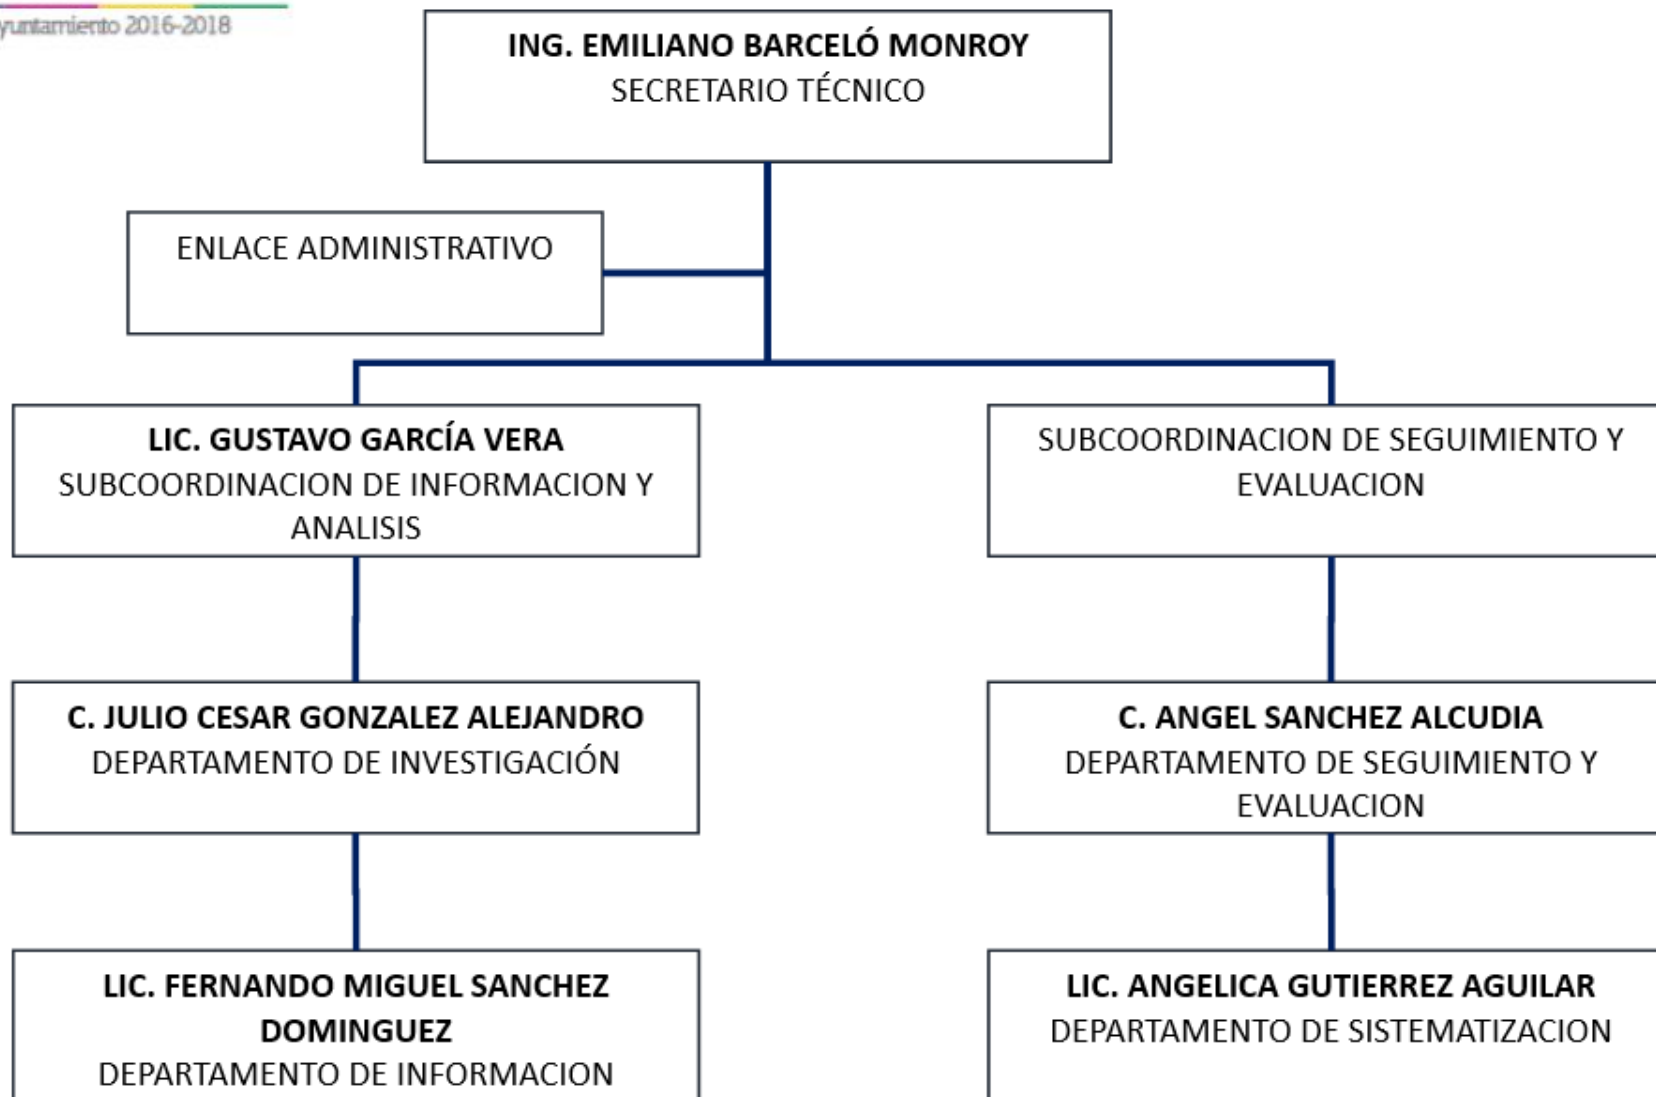 yuntamiento 2016-2018
ING. EMILIANO BARCELÓ MONROY
SECRETARIO TÉCNICO
ENLACE ADMINISTRATIVO
LIC. GUSTAVO GARCÍA VERA
SUBCOORDINACION DE INFORMACION Y
ANALISIS
SUBCOORDINACION DE SEGUIMIENTO Y
EVALUACION
C. JULIO CESAR GONZALEZ ALEJANDRO
DEPARTAMENTO DE INVESTIGACIÓN
C. ANGEL SANCHEZ ALCUDIA
DEPARTAMENTO DE SEGUIMIENTO Y
EVALUACION
LIC. FERNANDO MIGUEL SANCHEZ
DOMINGUEZ
DEPARTAMENTO DE INFORMACION
LIC. ANGELICA GUTIERREZ AGUILAR
DEPARTAMENTO DE SISTEMATIZACION